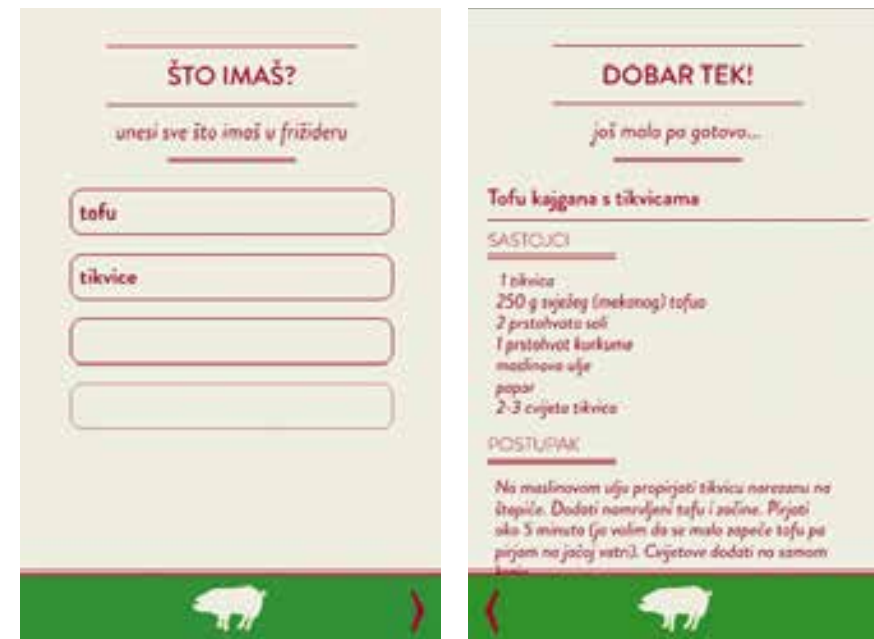 ŠTO IMAŠ?
unesi sve što imaš u frižideru
tofu
tikvice
DOBAR TEK!
još malo pa gotovo...
Tofu kajgana s tikvicama
SASTOJCI
1 tikvica
250 g svježeg (mekanog) tofua
2 prstohvata soli
1 prstohvat kurkume
maslinovo ulje
papar
2-3 cvijeta tikvica
POSTUPAK
Na maslinovom ulju propirjati tikvicu narezanu na
štapiće. Dodati namrvljeni tofu i začine. Pirjati
oko 5 minuta (ja volim da se malo zapeče tofu pa
pirjam na jačoj vatri). Cvijetove dodati na samom